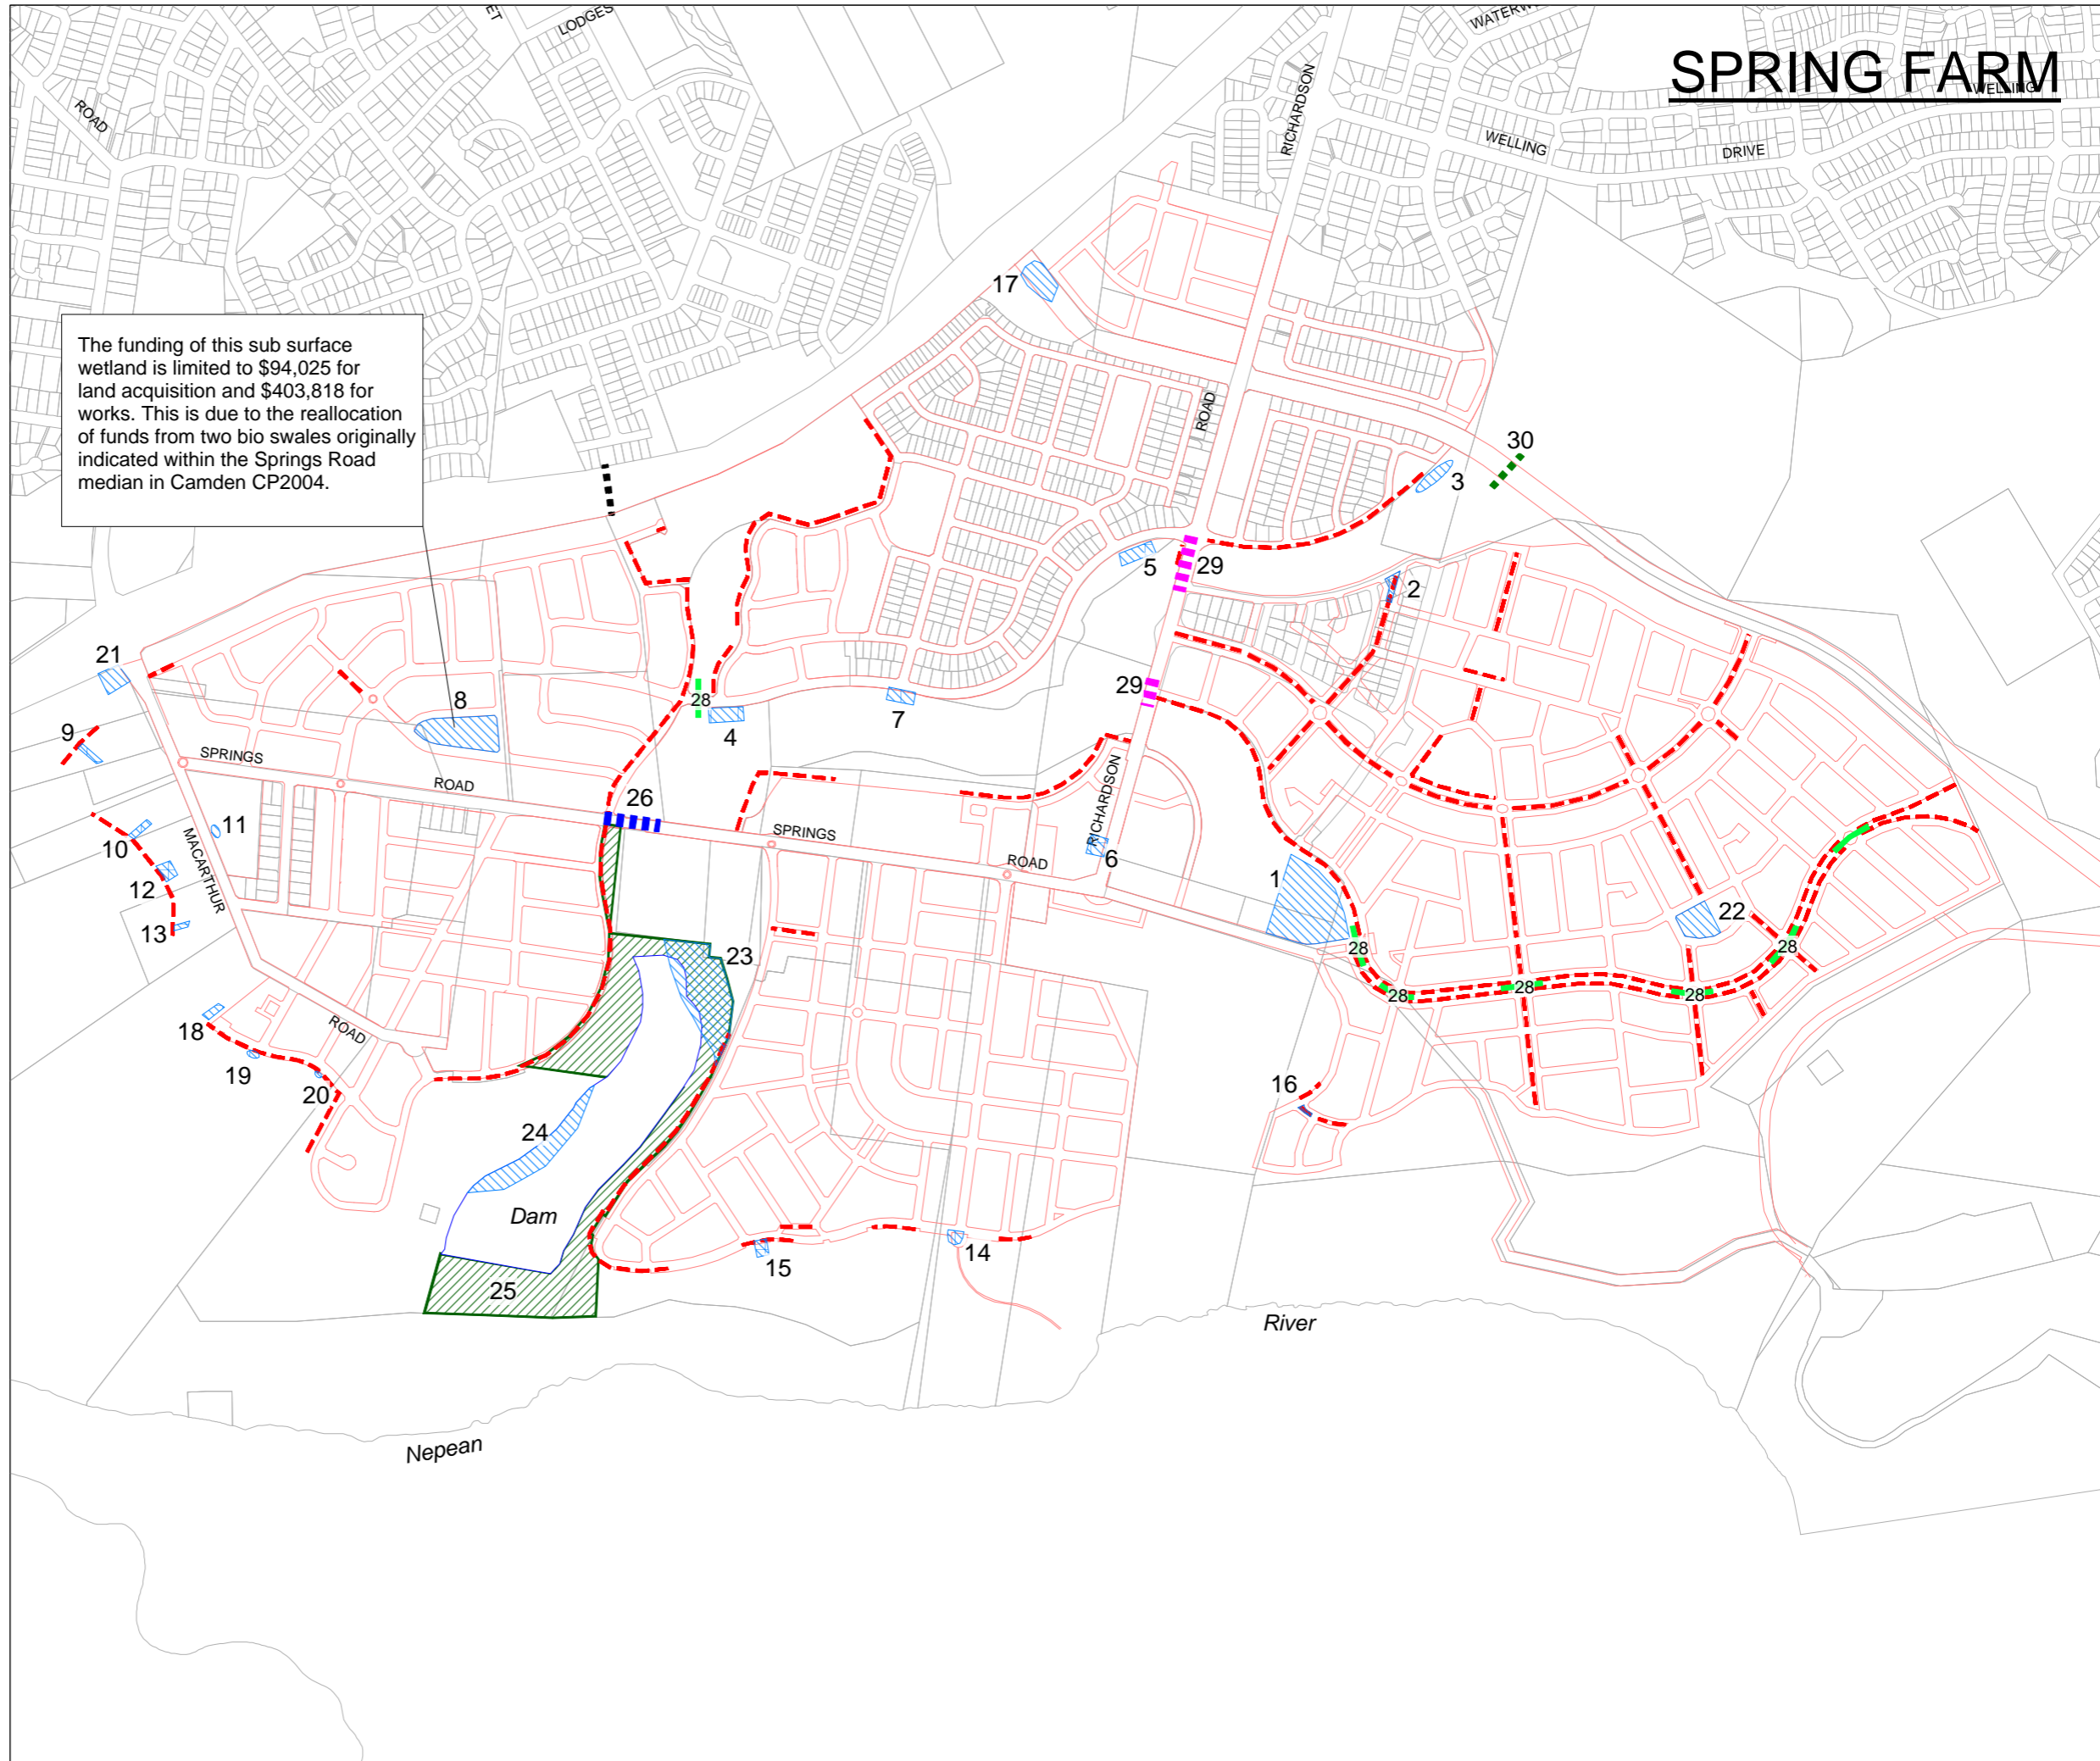 ET
LODGES
WATERW
SPRING FARM
WELLING
ROAD
RICHARDSON
WELLING
DRIVE
17
The funding of this sub surface
wetland is limited to $94,025 for
land acquisition and $403,818 for
works. This is due to the reallocation
of funds from two bio swales originally
indicated within the Springs Road
median in Camden CP2004.
ROAD
30
3
5
29
2
21
8
28
4
7
29
9
SPRINGS
ROAD
26
SPRINGS
ROAD
RICHARDSON
6
11
10
MACARTHUR
12
13
1
22
28
28
28
28
28
23
18
ROAD
19
20
16
24
Dam
25
15
14
River
Nepean